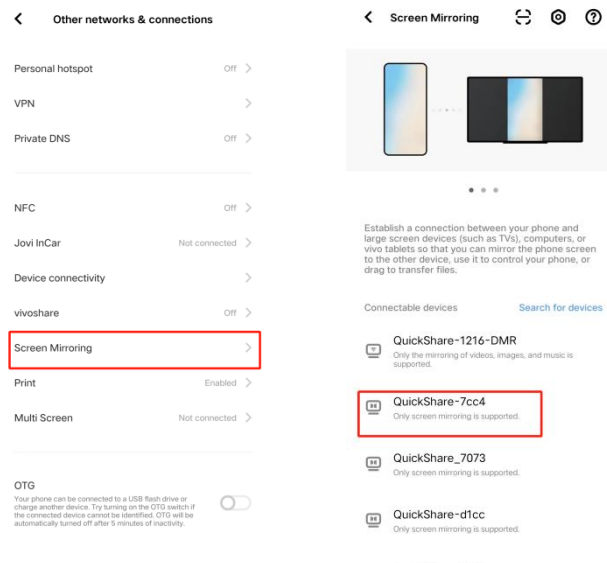 Other networks & connections
Personal hotspot Off
VPN
Private DNS Off
NFC Off
Jovi InCar Not connected
Device connectivity
vivoshare Off
Screen Mirroring
Print Enabled
Multi Screen Not connected
OTG
Your phone can be connected to a USB flash drive or
charge another device. Try turning on the OTG switch if
the connected device cannot be identified. OTG will be
automatically turned off after 5 minutes of inactivity.
Screen Mirroring
Establish a connection between your phone and
large screen devices (such as TVs), computers, or
vivo tablets so that you can mirror the phone screen
to the other device, use it to control your phone, or
drag to transfer files.
Connectable devices Search for devices
QuickShare-1216-DMR
Only the mirroring of videos, images, and music is
supported.
QuickShare-7cc4
Only screen mirroring is supported.
QuickShare_7073
Only screen mirroring is supported.
QuickShare-d1cc
Only screen mirroring is supported.